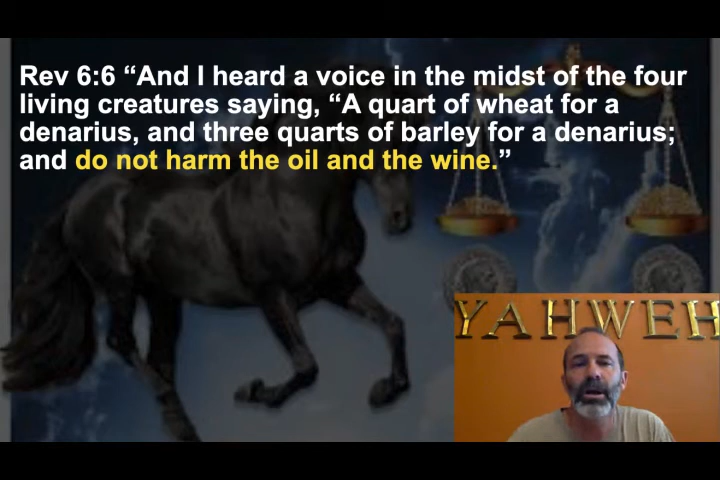 Rev 6:6 “And I heard a voice in the midst of the four
living creatures saying, “A quart of wheat for a
denarius, and three quarts of barley for a denarius;
and do not harm the oil and the wine.”
YAHWEH